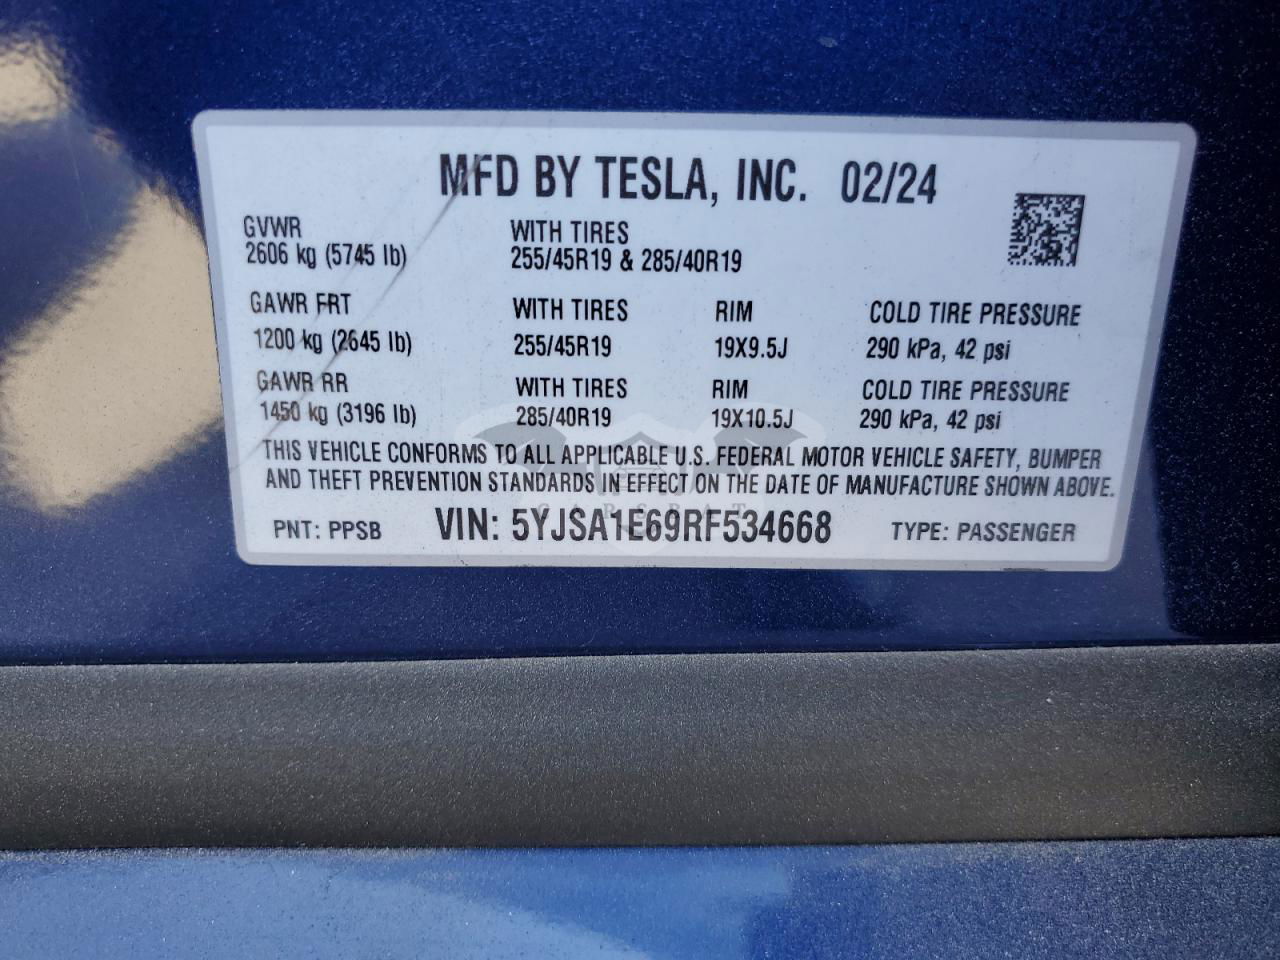 MFD BY TESLA, INC. 02/24
GVWR
2606 kg (5745 lb)
WITH TIRES
255/45R19 & 285/40R19
GAWR FRT WITH TIRES RIM COLD TIRE PRESSURE
1200 kg (2645 lb) 255/45R19 19X9.5J 290 kPa, 42 psi
GAWR RR WITH TIRES RIM COLD TIRE PRESSURE
1450 kg (3196 lb) 285/40R19 19X10.5J 290 kPa, 42 psi
THIS VEHICLE CONFORMS TO ALL APPLICABLE U.S. FEDERAL MOTOR VEHICLE SAFETY, BUMPER
AND THEFT PREVENTION STANDARDS IN EFFECT ON THE DATE OF MANUFACTURE SHOWN ABOVE.
PNT: PPSB VIN: 5YJSA1E69RF534668 TYPE: PASSENGER